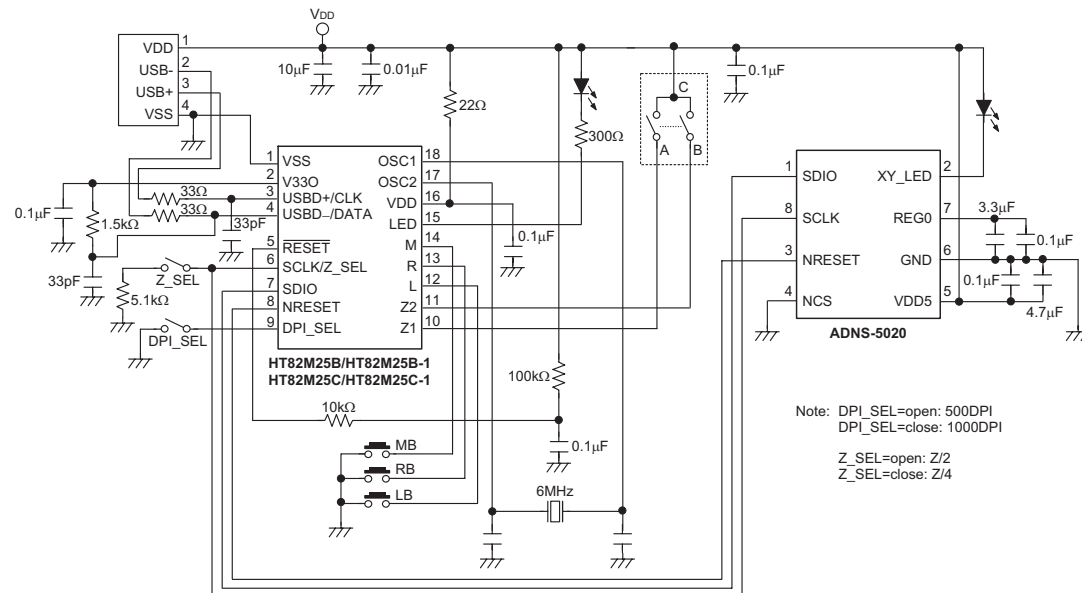 VDD
VDD
1
USB-
2
USB+
3
VSS
4
10μF
0.01μF
22Ω
300Ω
C
A
B
0.1μF
0.1μF
1.5kΩ
33pF
33Ω
33Ω
33pF
Z_SEL
5.1kΩ
DPI_SEL
1
VSS
2
V33O
3
USBD+/CLK
4
USBD–/DATA
5
RESET
6
SCLK/Z_SEL
7
SDIO
8
NRESET
9
DPI_SEL
OSC1
18
OSC2
17
VDD
16
LED
15
M
14
R
13
L
12
Z2
11
Z1
10
0.1μF
HT82M25B/HT82M25B-1
HT82M25C/HT82M25C-1
10kΩ
100kΩ
0.1μF
MB
RB
LB
6MHz
1
SDIO
8
SCLK
3
NRESET
4
NCS
XY_LED
2
REG0
7
GND
6
VDD5
5
ADNS-5020
3.3μF
0.1μF
0.1μF
4.7μF
Note: DPI_SEL=open: 500DPI
DPI_SEL=close: 1000DPI
Z_SEL=open: Z/2
Z_SEL=close: Z/4